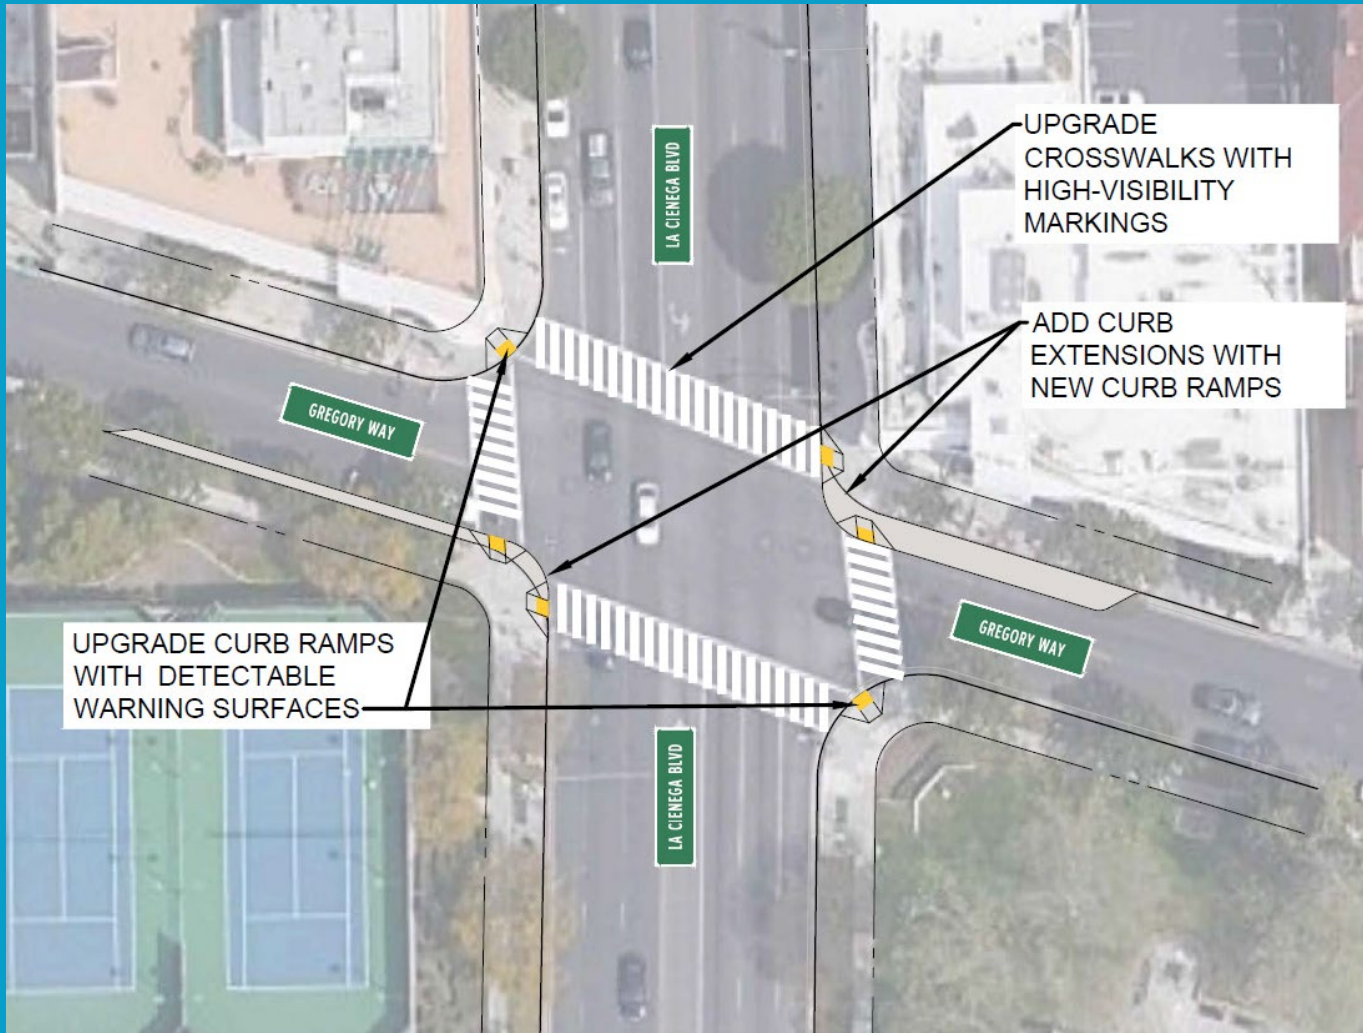 LA CIENEGA BLVD
UPGRADE
CROSSWALKS WITH
HIGH-VISIBILITY
MARKINGS
ADD CURB
EXTENSIONS WITH
NEW CURB RAMPS
GREGORY WAY
GREGORY WAY
UPGRADE CURB RAMPS
WITH DETECTABLE
WARNING SURFACES
LA CIENEGA BLVD